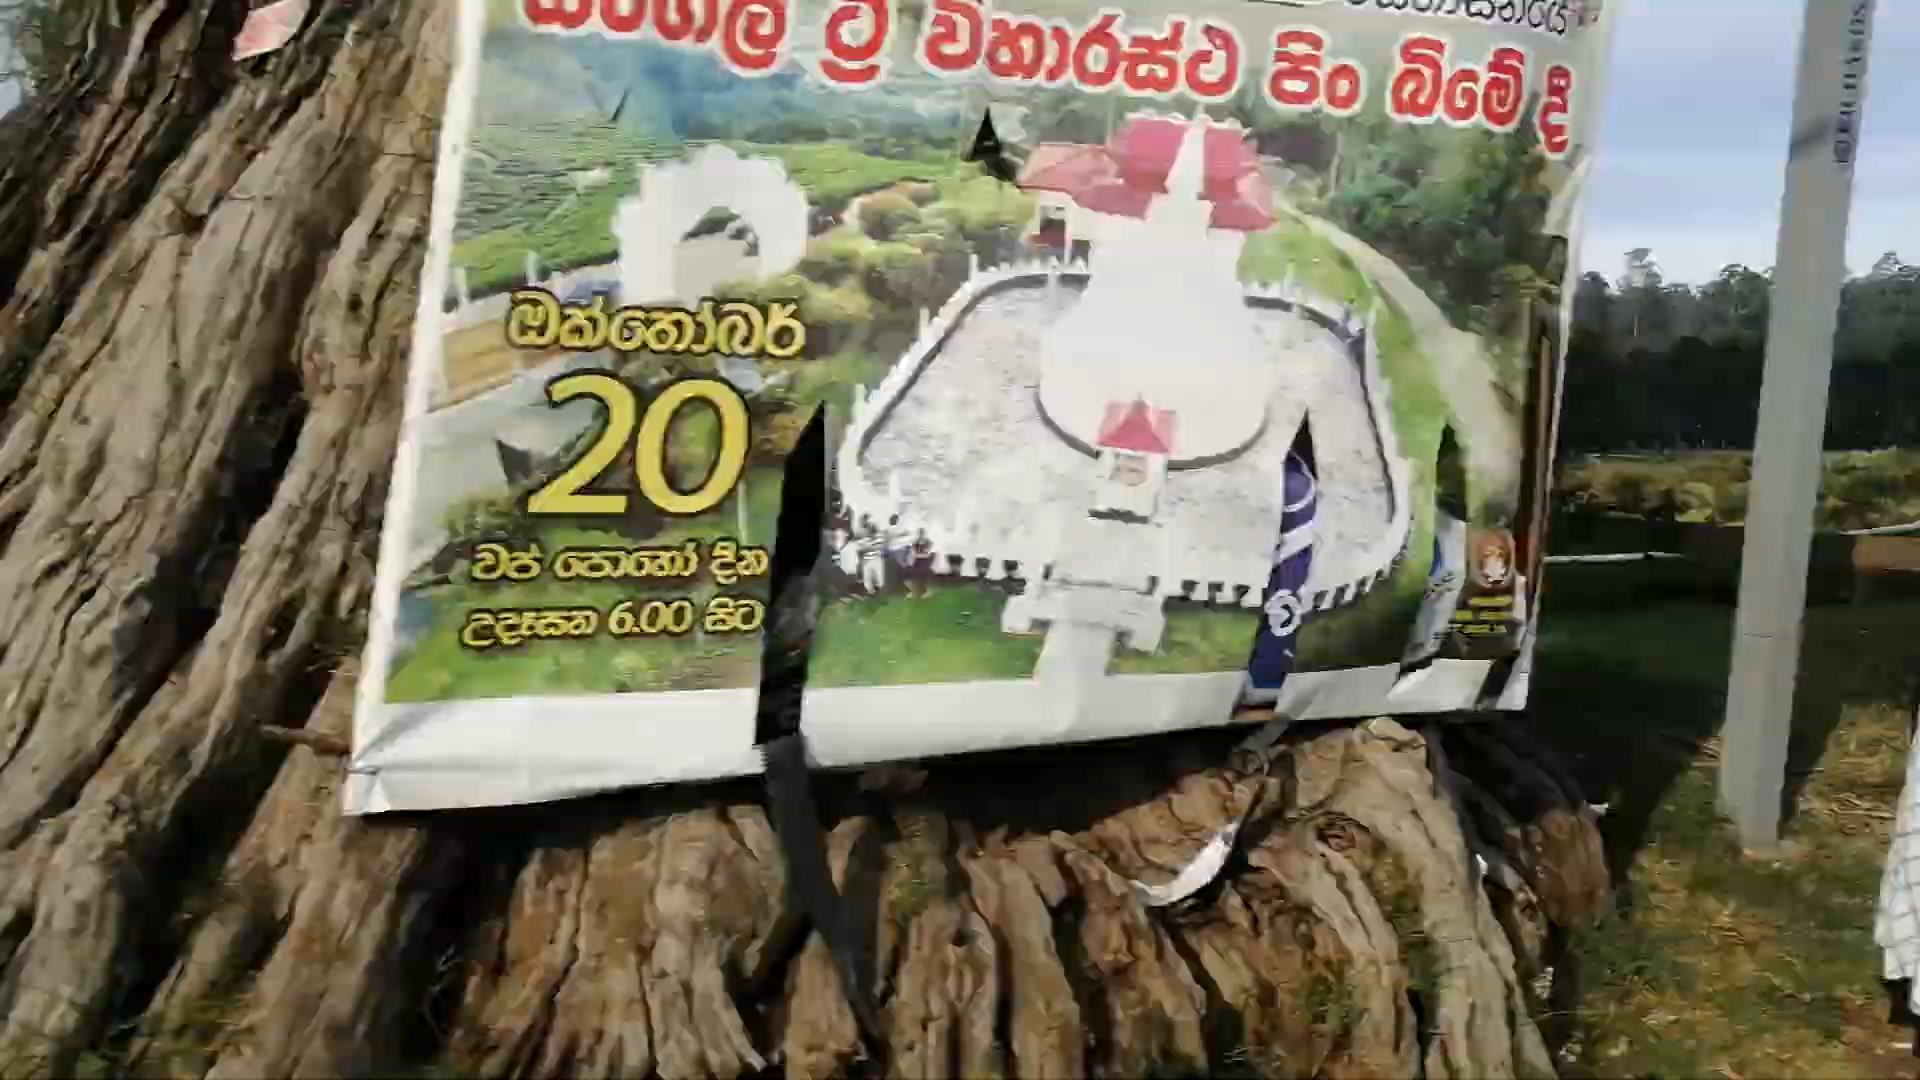 සිංගල් ට්‍රී විහාරස්ථ පිං බිමේ දී
ඔක්තෝබර්
20
වප් පොහෝ දින
උදෑසන 6.00 සිට